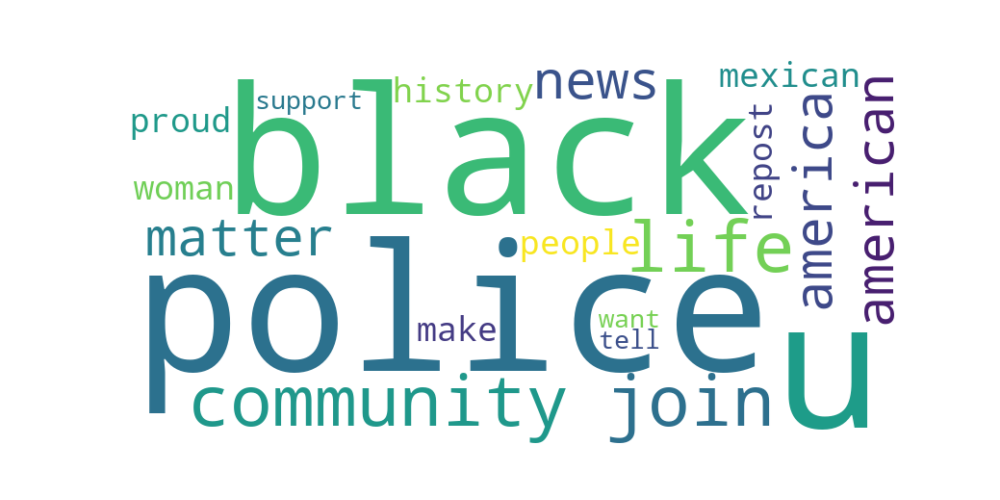 mexican
news
history
support
proud
black
repost
america
american
woman
matter
people
life
police
make
want
tell
community
join
u